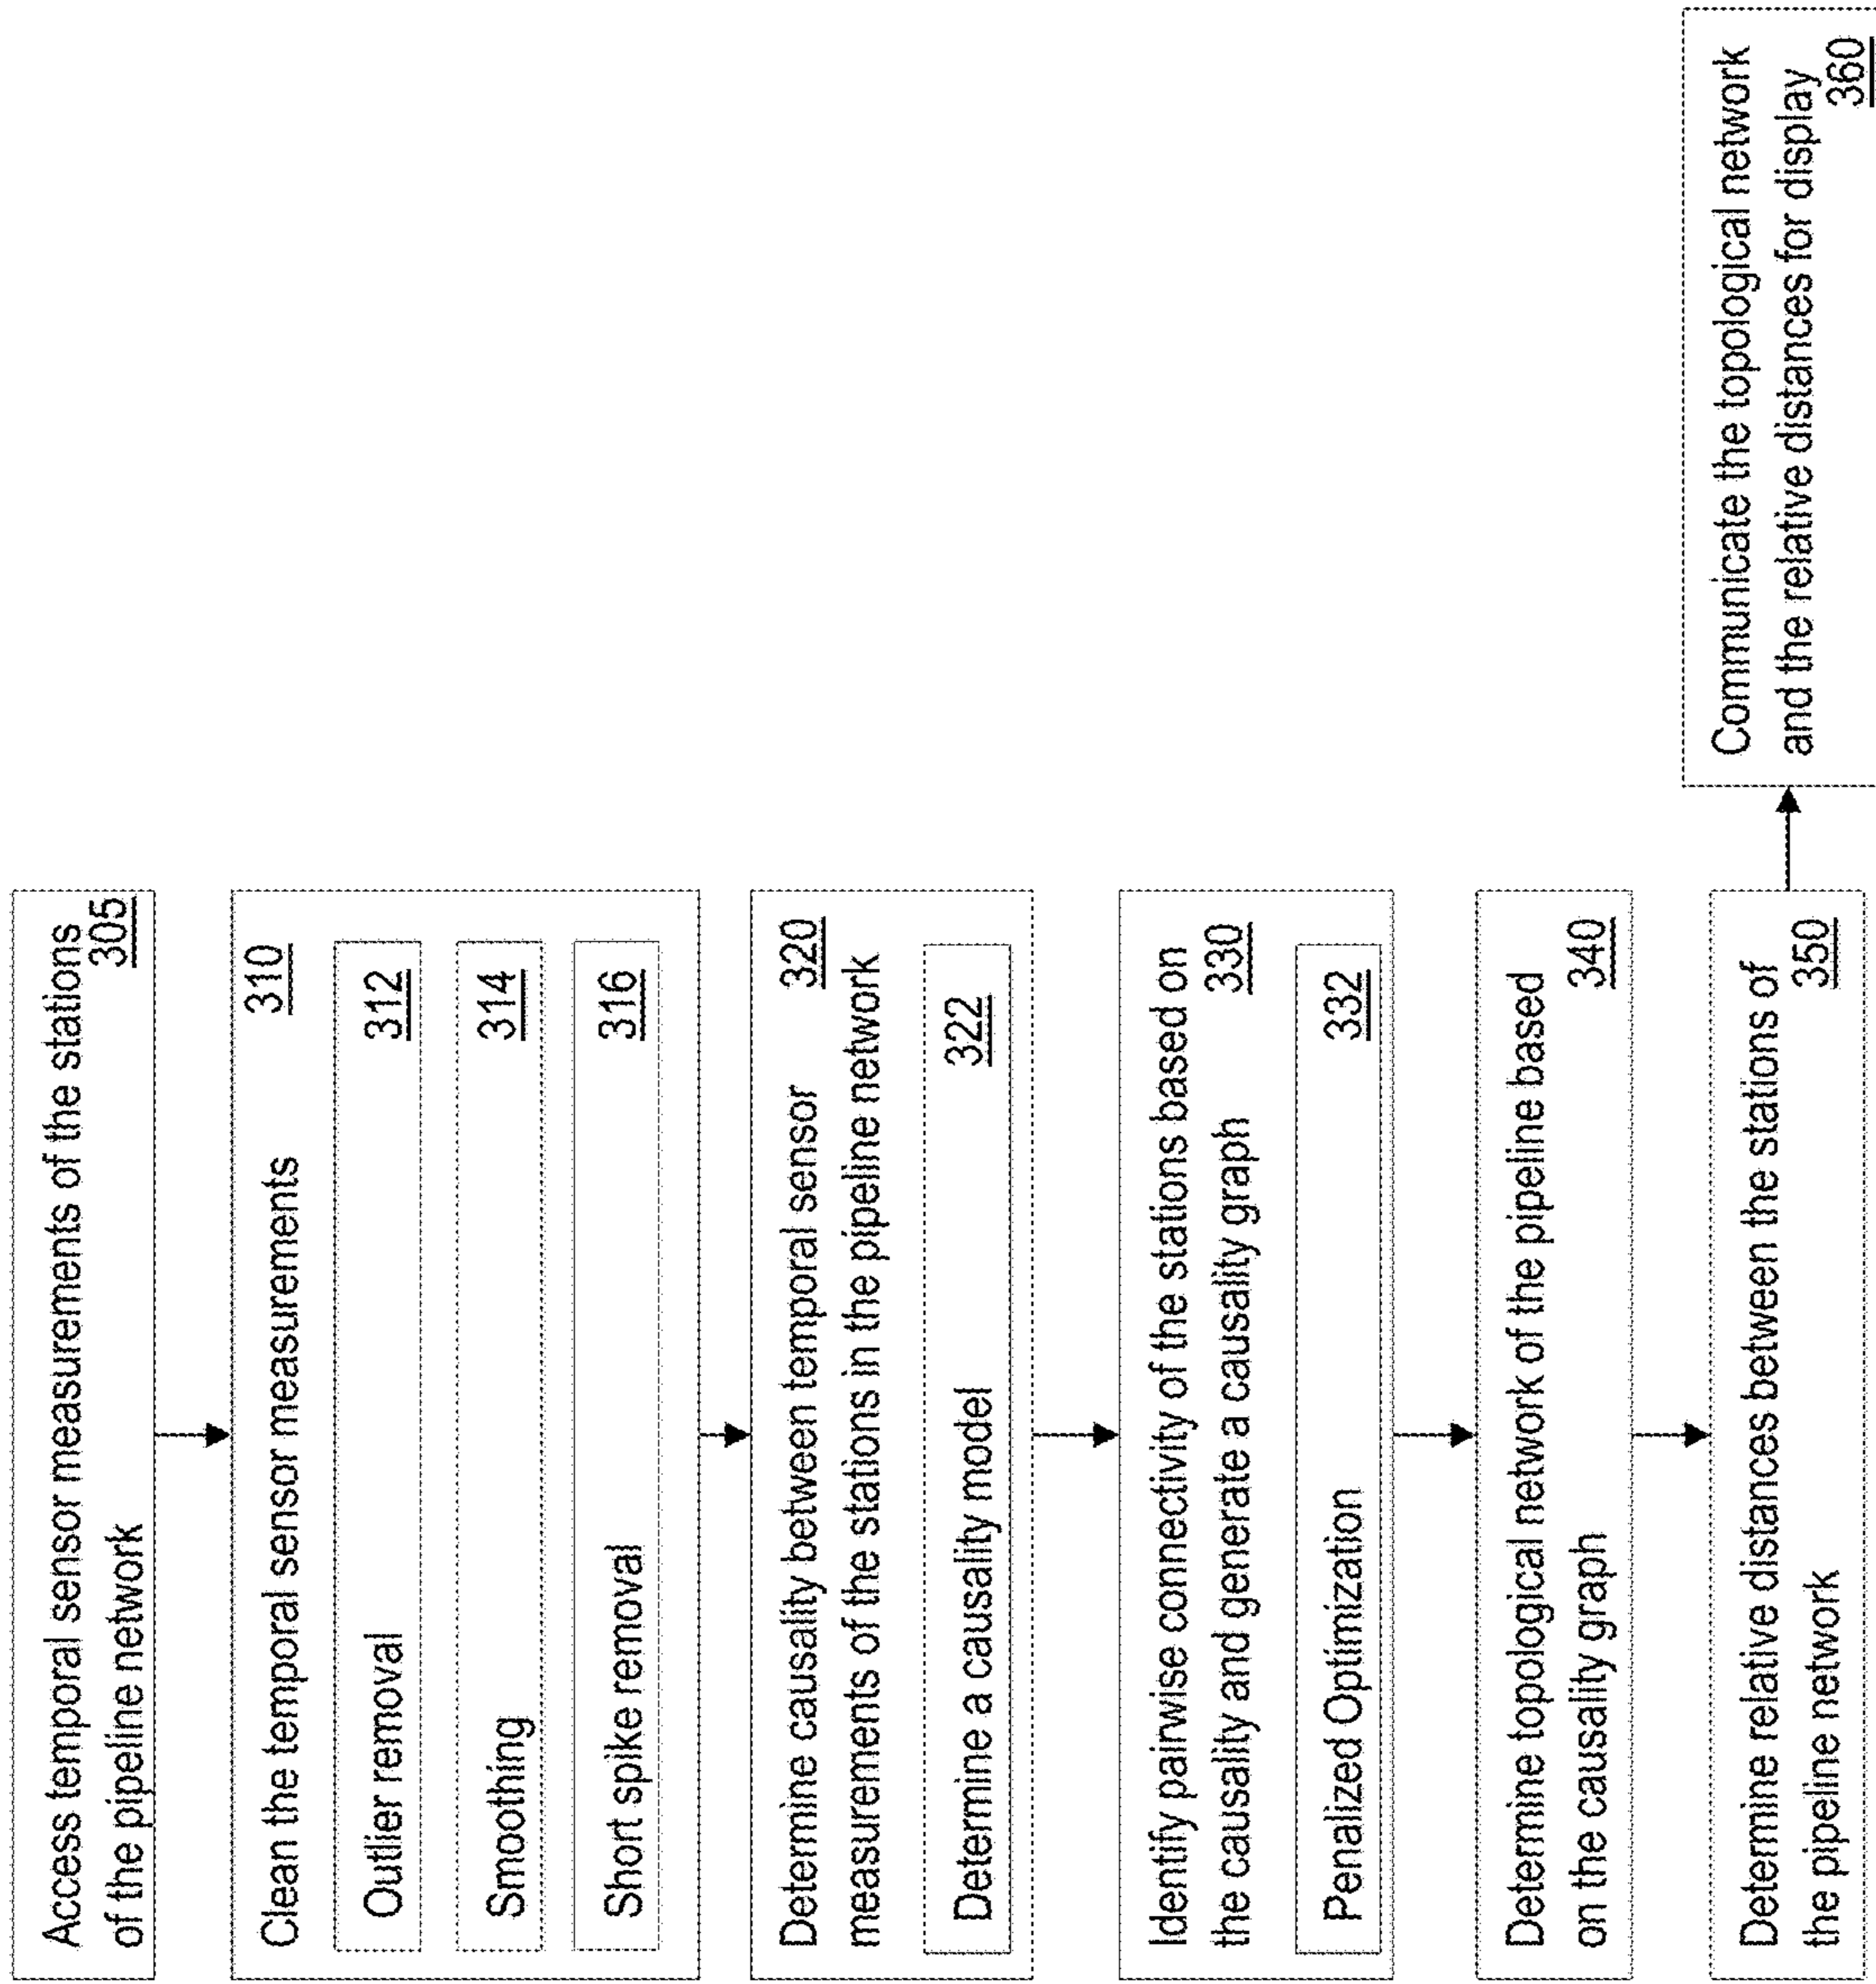 Access temporal sensor measurements of the stations
of the pipeline network
305
Clean the temporal sensor measurements
310
Outlier removal
312
Smoothing
314
Short spike removal
316
Determine causality between temporal sensor
320
measurements of the stations in the pipeline network
Determine a causality model
322
Identify pairwise connectivity of the stations based on
the causality and generate a causality graph
330
Penalized Optimization
332
Determine topological network of the pipeline based
on the causality graph
340
Determine relative distances between the stations of
the pipeline network
350
Communicate the topological network
and the relative distances for display
360